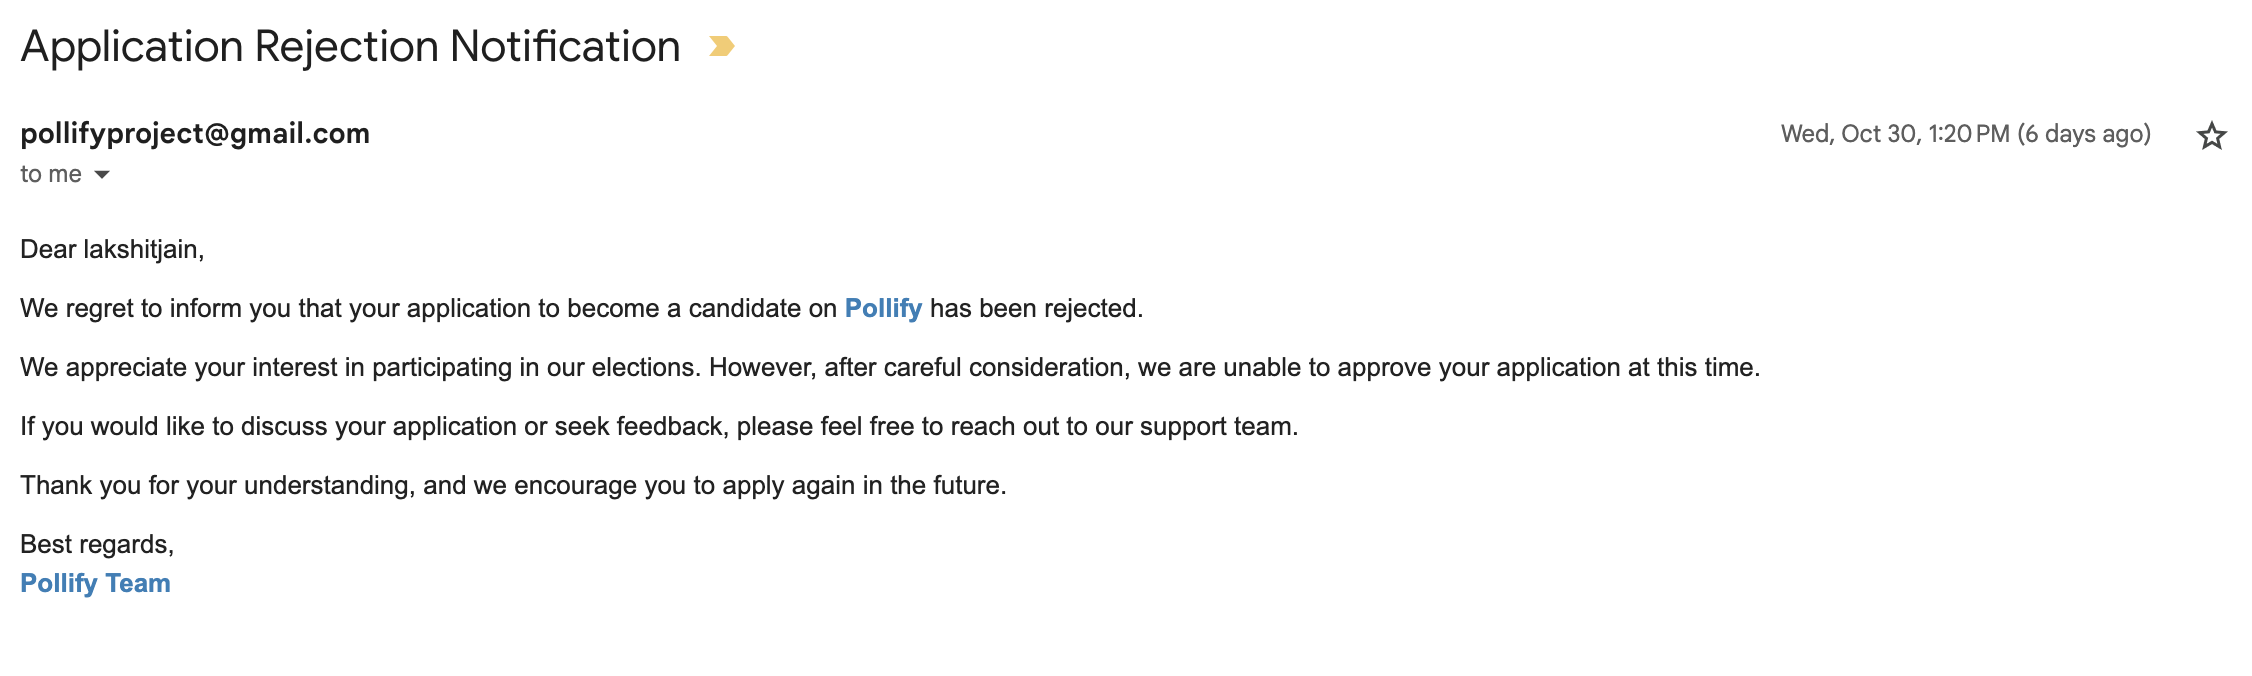 Application Rejection Notification
pollifyproject@gmail.com
Wed, Oct 30, 1:20 PM (6 days ago)
to me
Dear lakshitjain,
We regret to inform you that your application to become a candidate on Pollify has been rejected.
We appreciate your interest in participating in our elections. However, after careful consideration, we are unable to approve your application at this time.
If you would like to discuss your application or seek feedback, please feel free to reach out to our support team.
Thank you for your understanding, and we encourage you to apply again in the future.
Best regards,
Pollify Team